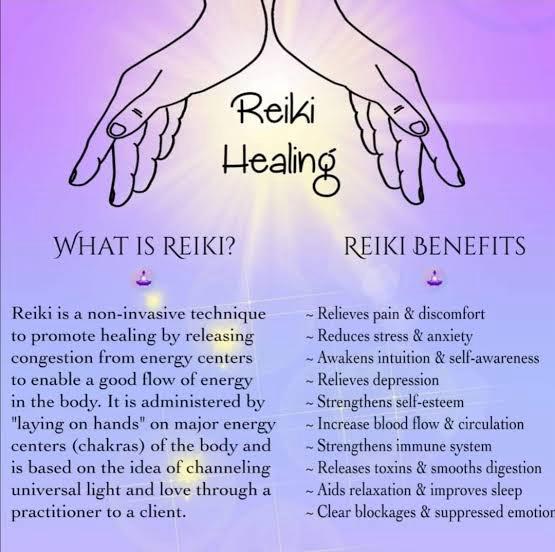 Reiki
Healing
WHAT IS REIKI?
Reiki is a non-invasive technique
to promote healing by releasing
congestion from energy centers
to enable a good flow of energy
in the body. It is administered by
"laying on hands" on major energy
centers (chakras) of the body and
is based on the idea of channeling
universal light and love through a
practitioner to a client.
REIKI BENEFITS
~ Relieves pain & discomfort
~ Reduces stress & anxiety
~ Awakens intuition & self-awareness
~ Relieves depression
~ Strengthens self-esteem
~ Increase blood flow & circulation
~ Strengthens immune system
~ Releases toxins & smooths digestion
~ Aids relaxation & improves sleep
~ Clear blockages & suppressed emotion